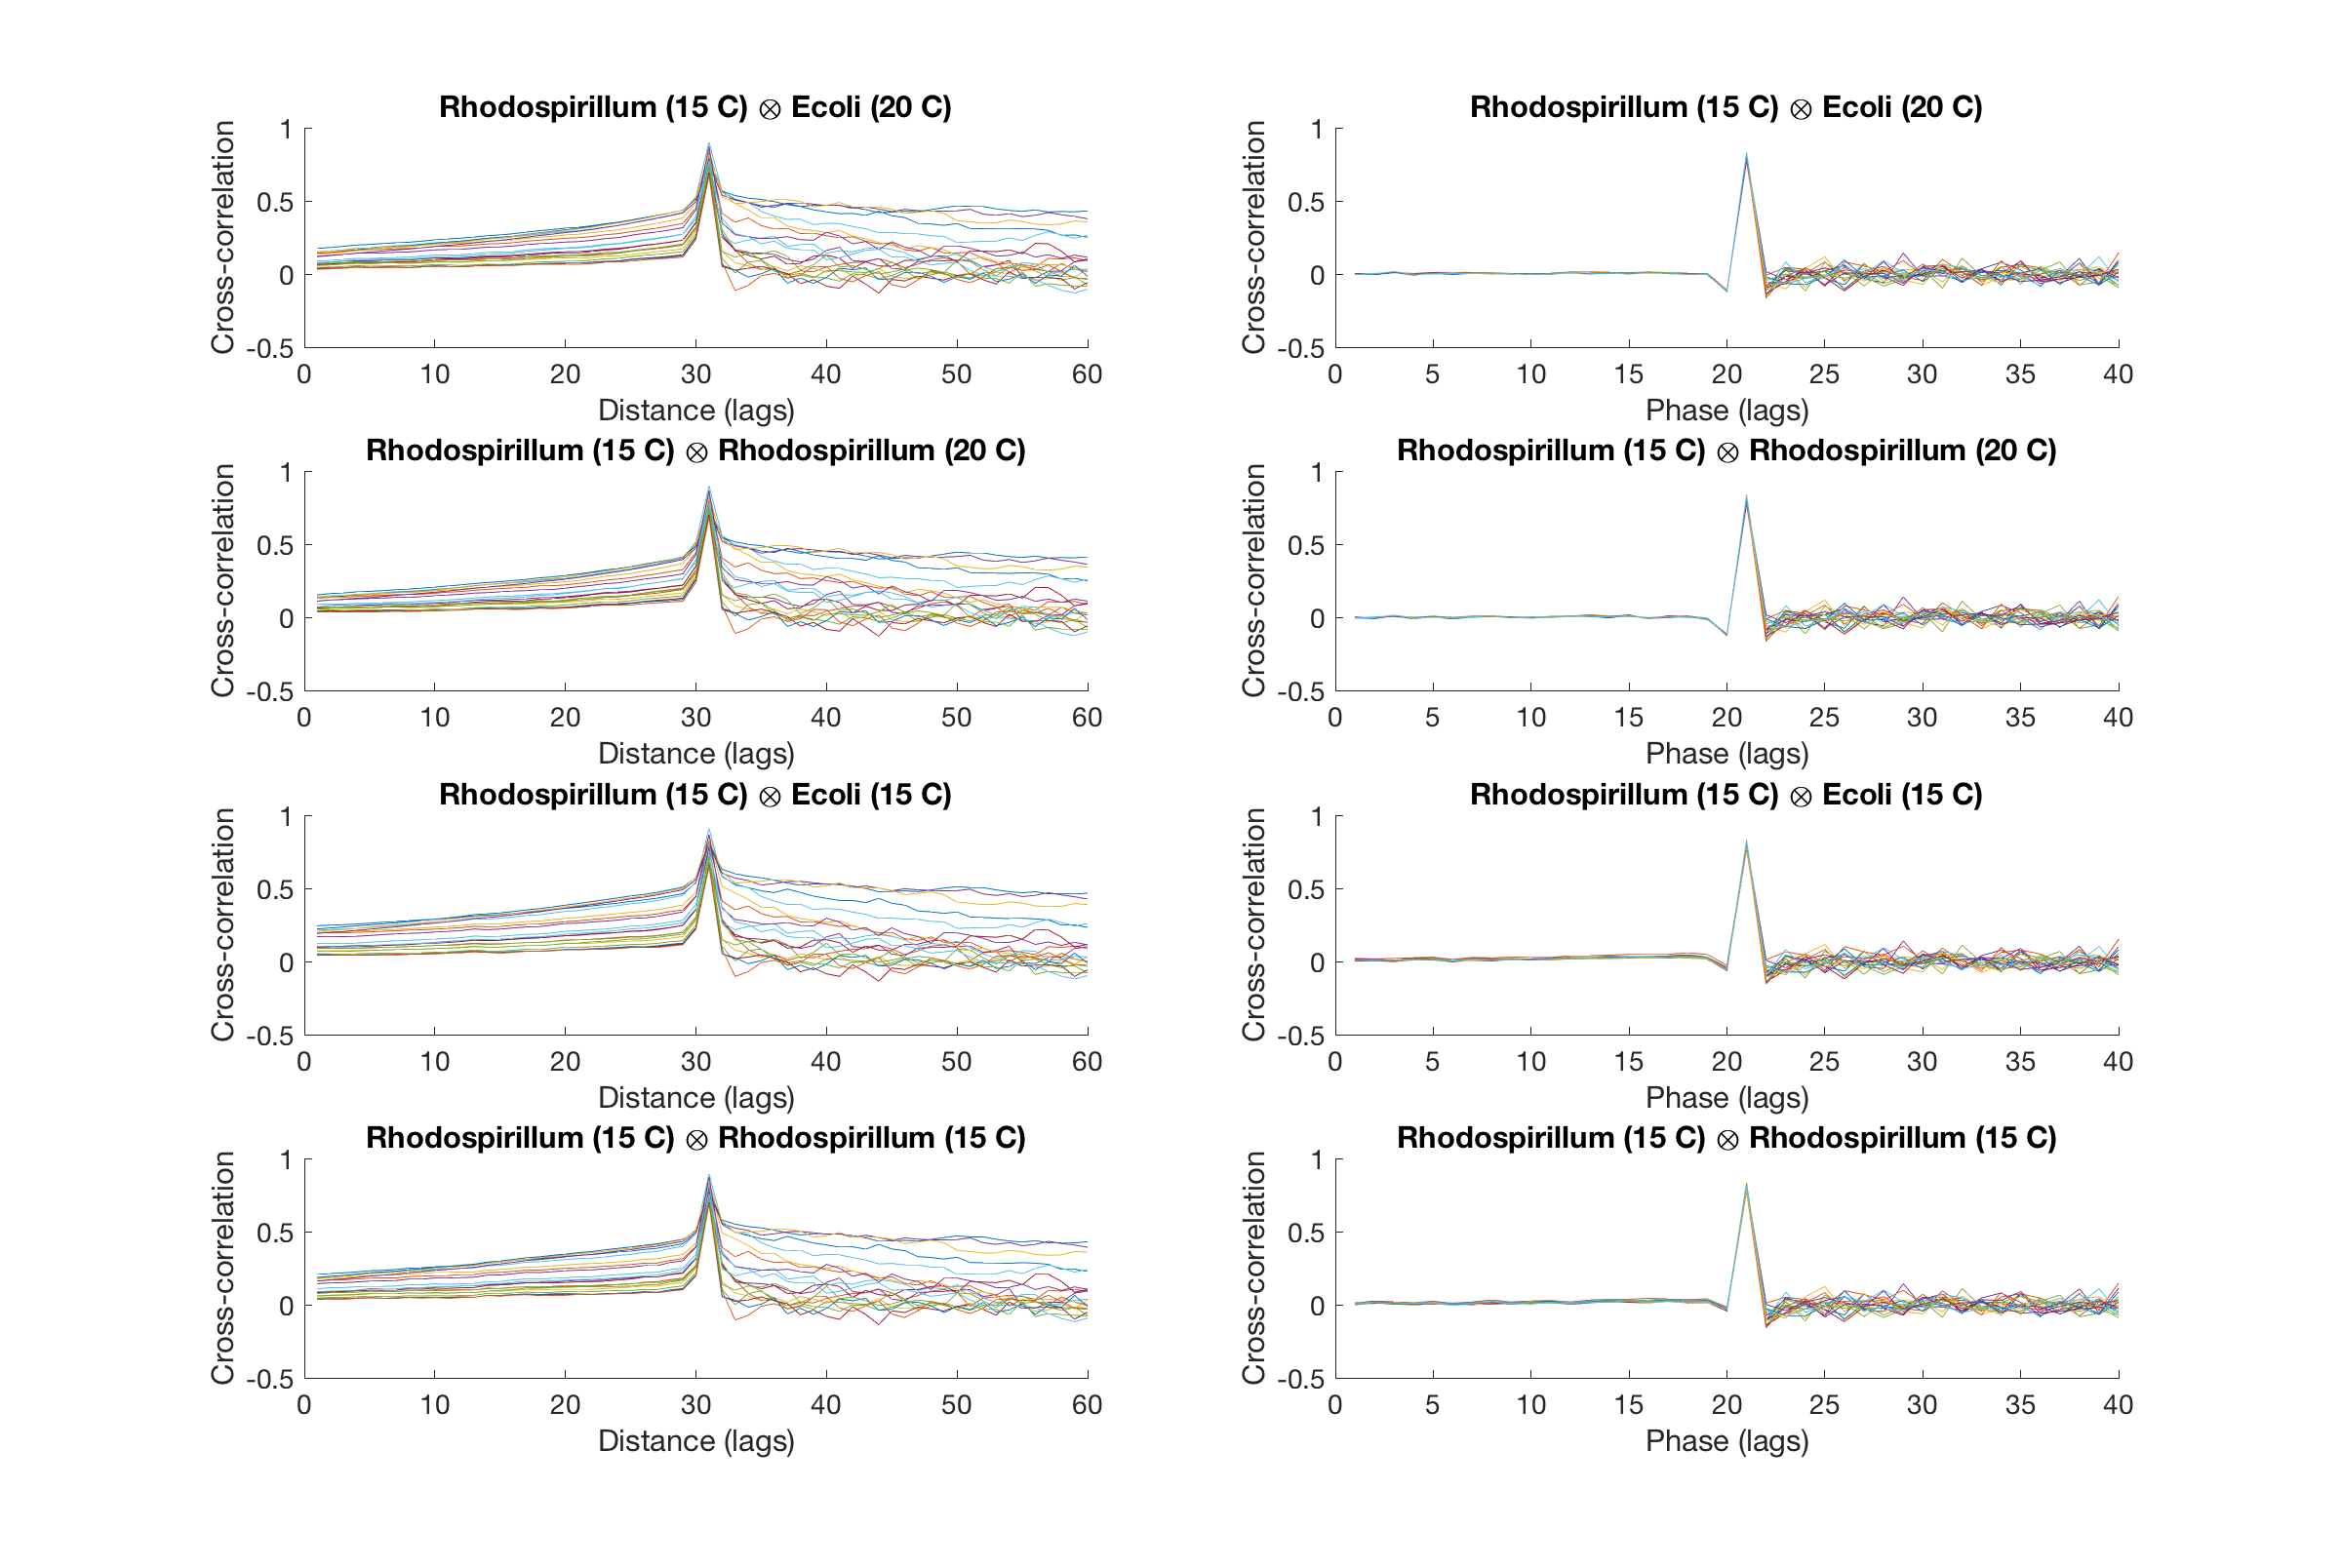 Rhodospirillum (15 C) ⊗ Ecoli (20 C)
1
0.5
0
-0.5
Cross-correlation
0 10 20 30 40 50 60
Distance (lags)
Rhodospirillum (15 C) ⊗ Ecoli (20 C)
1
0.5
0
-0.5
Cross-correlation
0 5 10 15 20 25 30 35 40
Phase (lags)
Rhodospirillum (15 C) ⊗ Rhodospirillum (20 C)
1
0.5
0
-0.5
Cross-correlation
0 10 20 30 40 50 60
Distance (lags)
Rhodospirillum (15 C) ⊗ Rhodospirillum (20 C)
1
0.5
0
-0.5
Cross-correlation
0 5 10 15 20 25 30 35 40
Phase (lags)
Rhodospirillum (15 C) ⊗ Ecoli (15 C)
1
0.5
0
-0.5
Cross-correlation
0 10 20 30 40 50 60
Distance (lags)
Rhodospirillum (15 C) ⊗ Ecoli (15 C)
1
0.5
0
-0.5
Cross-correlation
0 5 10 15 20 25 30 35 40
Phase (lags)
Rhodospirillum (15 C) ⊗ Rhodospirillum (15 C)
1
0.5
0
-0.5
Cross-correlation
0 10 20 30 40 50 60
Distance (lags)
Rhodospirillum (15 C) ⊗ Rhodospirillum (15 C)
1
0.5
0
-0.5
Cross-correlation
0 5 10 15 20 25 30 35 40
Phase (lags)